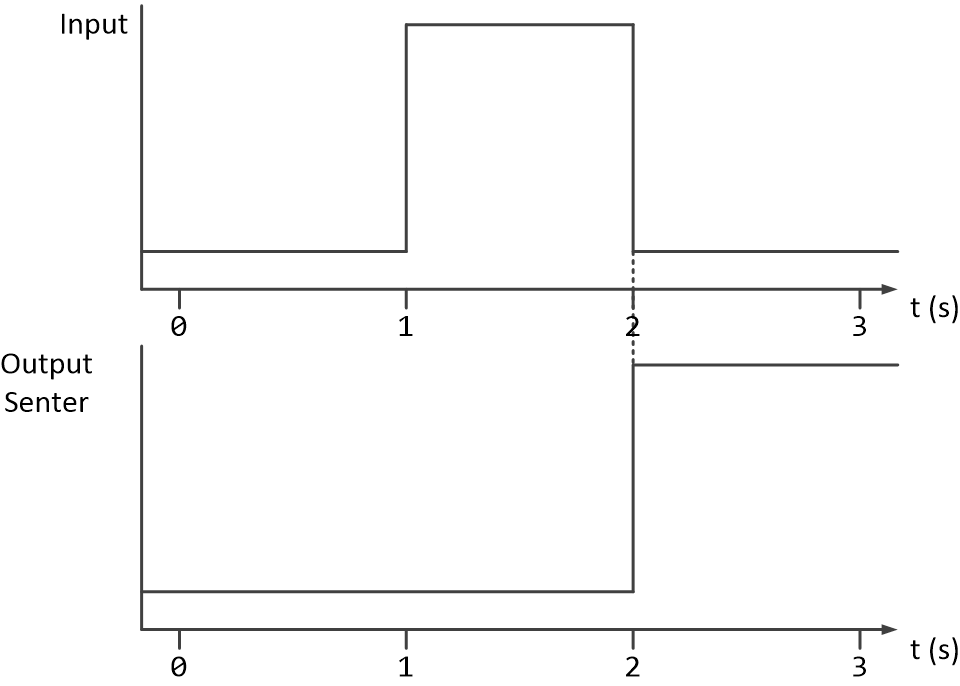 Input
0 1 2 3 t (s)
Output
Senter
0 1 2 3 t (s)